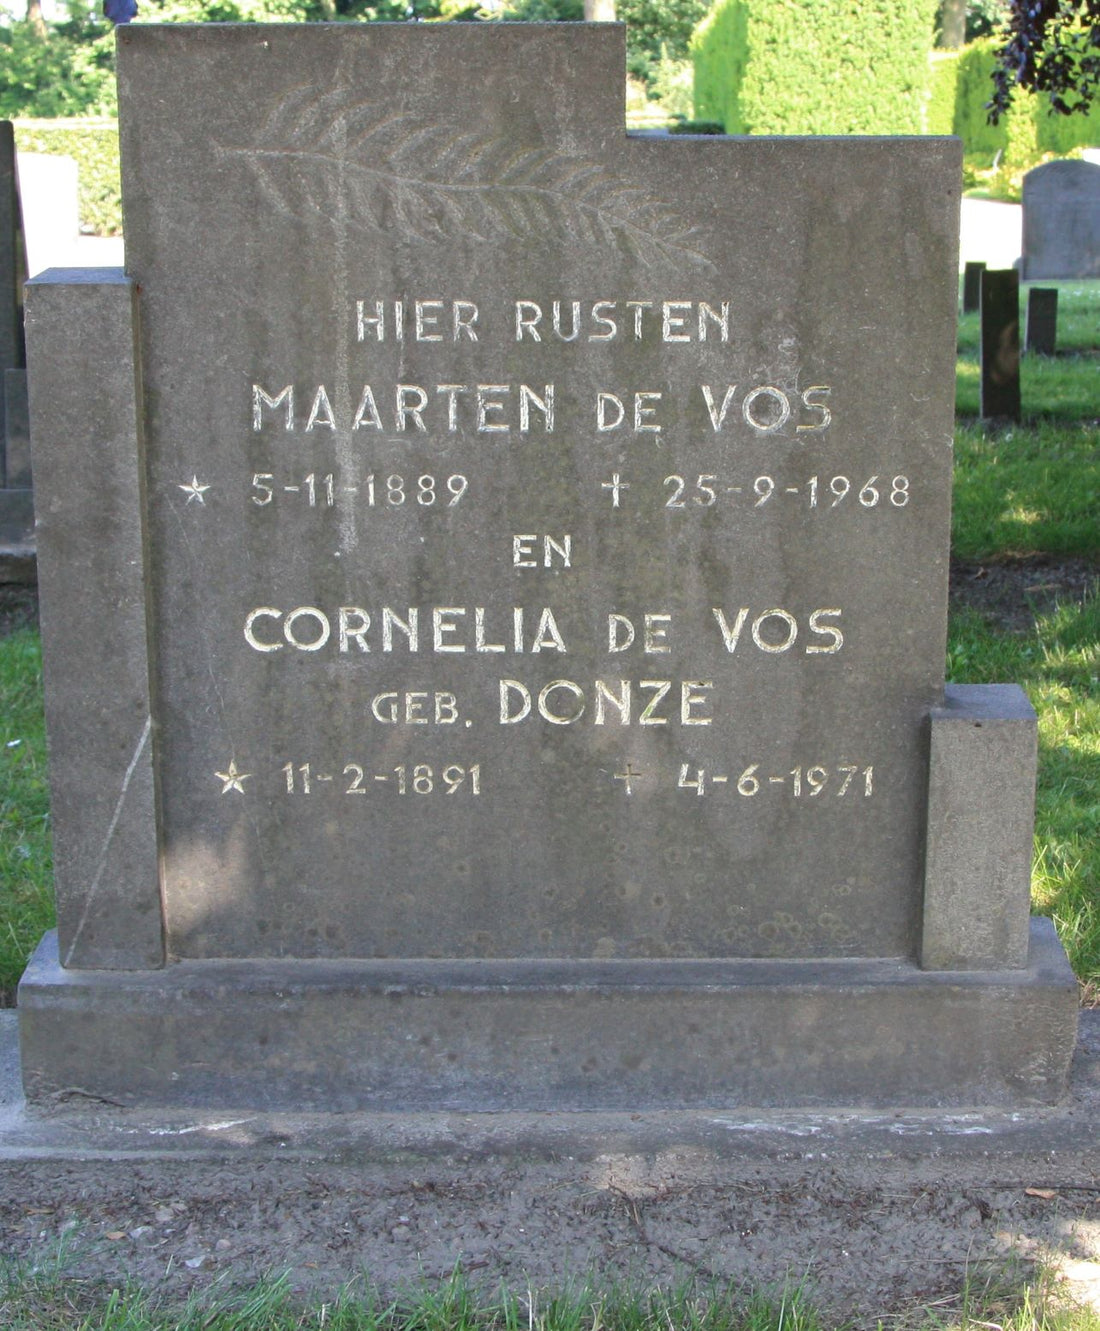 HIER RUSTEN
MAARTEN DE VOS
★ 5-11-1889 ✝ 25-9-1968
EN
CORNELIA DE VOS
GEB. DONZE
★ 11-2-1891 ✝ 4-6-1971